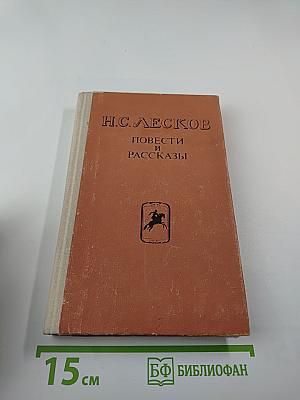 Н.С.ЛЕСКОВ
ПОВЕСТИ
И
РАССКАЗЫ
15 см
БФ БИБЛИОФАН